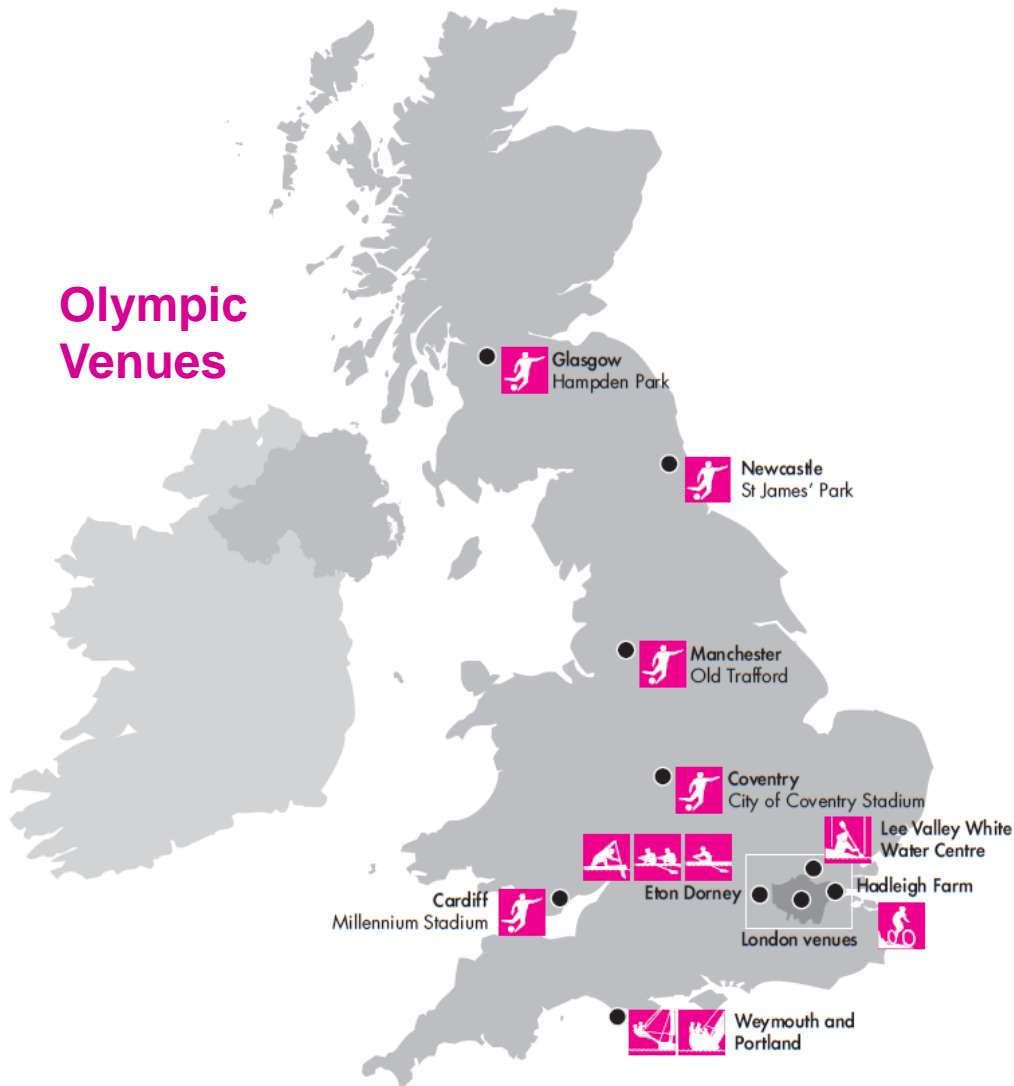 Olympic
Venues
Glasgow
Hampden Park
Newcastle
St James’ Park
Manchester
Old Trafford
Coventry
City of Coventry Stadium
Lee Valley White
Water Centre
Eton Dorney
Hadleigh Farm
Cardiff
Millennium Stadium
London venues
Weymouth and
Portland